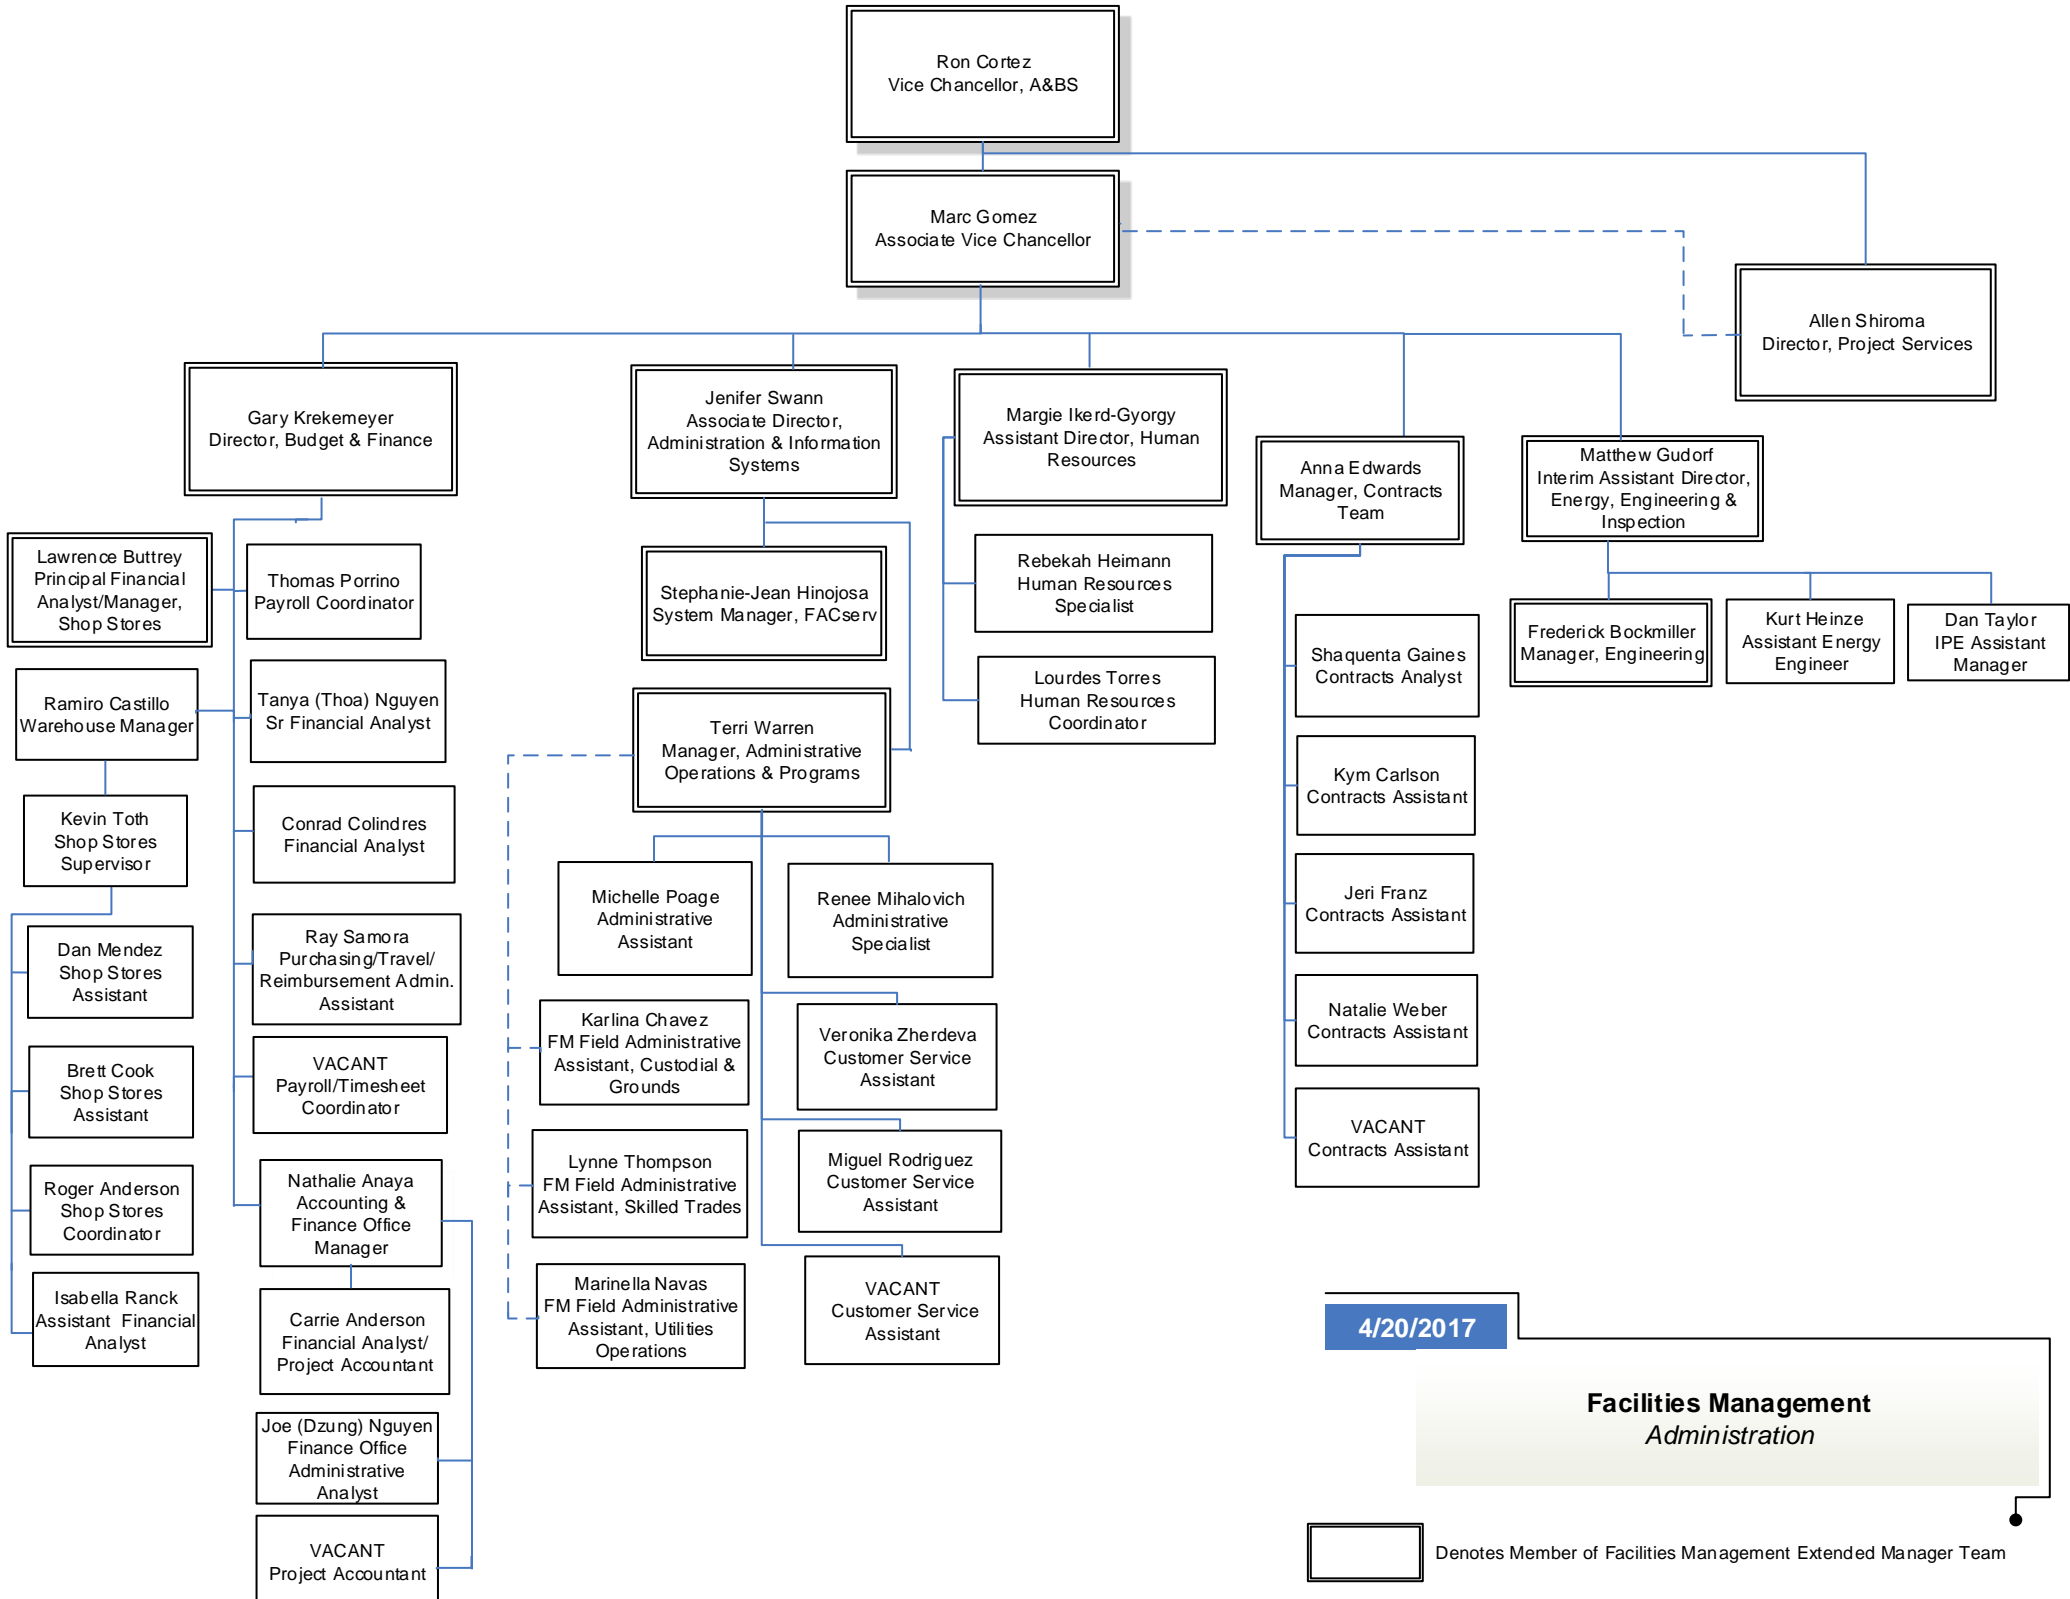 Ron Cortez
Vice Chancellor, A&BS
Marc Gomez
Associate Vice Chancellor
Allen Shiroma
Director, Project Services
Gary Krekemeyer
Director, Budget & Finance
Jenifer Swann
Associate Director,
Administration & Information
Systems
Margie Ikerd-Gyorgy
Assistant Director, Human
Resources
Anna Edwards
Manager, Contracts
Team
Matthew Gudorf
Interim Assistant Director,
Energy, Engineering &
Inspection
Lawrence Buttrey
Principal Financial
Analyst/Manager,
Shop Stores
Thomas Porrino
Payroll Coordinator
Ramiro Castillo
Warehouse Manager
Tanya (Thoa) Nguyen
Sr Financial Analyst
Kevin Toth
Shop Stores
Supervisor
Conrad Colindres
Financial Analyst
Dan Mendez
Shop Stores
Assistant
Ray Samora
Purchasing/Travel/
Reimbursement Admin.
Assistant
Brett Cook
Shop Stores
Assistant
VACANT
Payroll/Timesheet
Coordinator
Roger Anderson
Shop Stores
Coordinator
Nathalie Anaya
Accounting &
Finance Office
Manager
Isabella Ranck
Assistant Financial
Analyst
Carrie Anderson
Financial Analyst/
Project Accountant
Joe (Dzung) Nguyen
Finance Office
Administrative
Analyst
VACANT
Project Accountant
Stephanie-Jean Hinojosa
System Manager, FACserv
Terri Warren
Manager, Administrative
Operations & Programs
Michelle Poage
Administrative
Assistant
Renee Mihalovich
Administrative
Specialist
Karlina Chavez
FM Field Administrative
Assistant, Custodial &
Grounds
Veronika Zherdeva
Customer Service
Assistant
Lynne Thompson
FM Field Administrative
Assistant, Skilled Trades
Miguel Rodriguez
Customer Service
Assistant
Marinella Navas
FM Field Administrative
Assistant, Utilities
Operations
VACANT
Customer Service
Assistant
Rebekah Heimann
Human Resources
Specialist
Lourdes Torres
Human Resources
Coordinator
Shaquenta Gaines
Contracts Analyst
Kym Carlson
Contracts Assistant
Jeri Franz
Contracts Assistant
Natalie Weber
Contracts Assistant
VACANT
Contracts Assistant
Frederick Bockmiller
Manager, Engineering
Kurt Heinze
Assistant Energy
Engineer
Dan Taylor
IPE Assistant
Manager
4/20/2017
Facilities Management
Administration
Denotes Member of Facilities Management Extended Manager Team